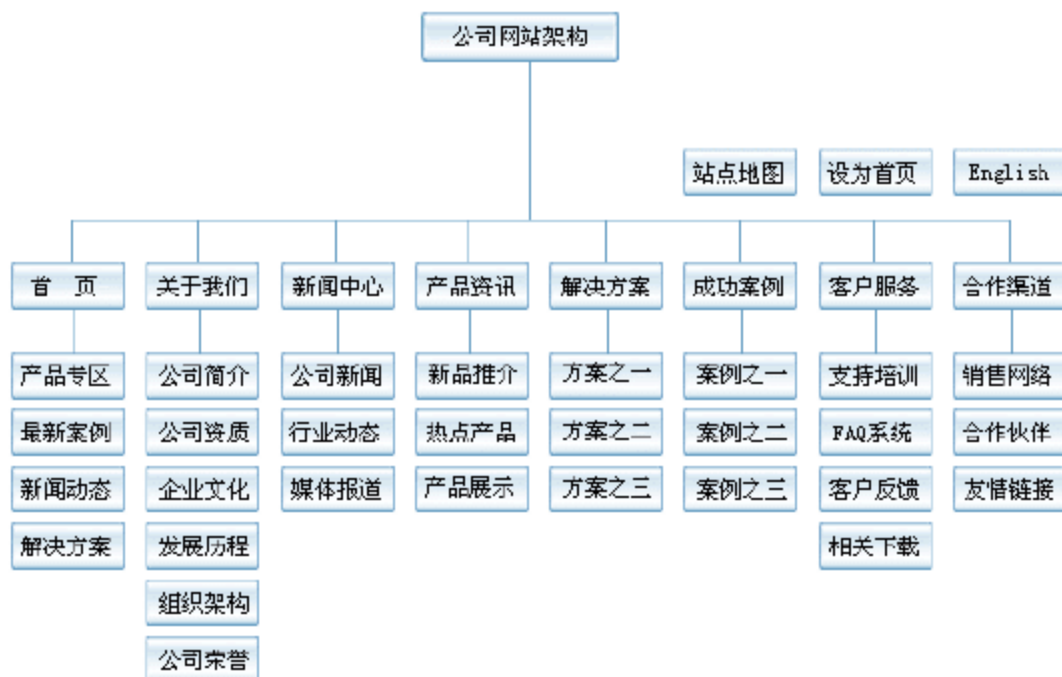 公司网站架构
站点地图 设为首页 English
首 页 关于我们 新闻中心 产品资讯 解决方案 成功案例 客户服务 合作渠道
产品专区 公司简介 公司新闻 新品推介 方案之一 案例之一 支持培训 销售网络
最新案例 公司资质 行业动态 热点产品 方案之二 案例之二 FAQ系统 合作伙伴
新闻动态 企业文化 媒体报道 产品展示 方案之三 案例之三 客户反馈 友情链接
解决方案 发展历程 相关下载
组织架构
公司荣誉